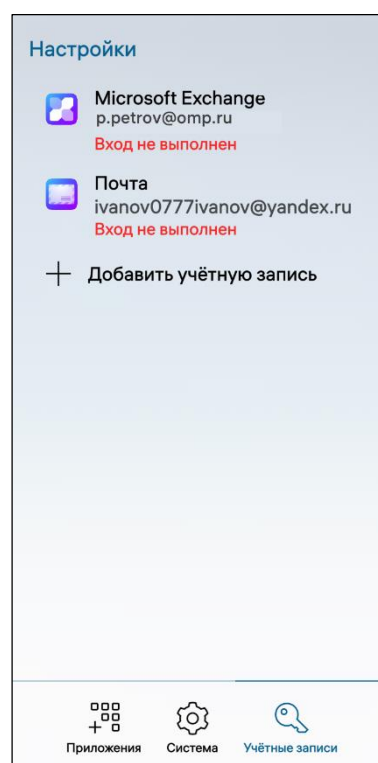 Настройки
Microsoft Exchange
p.petrov@omp.ru
Вход не выполнен
Почта
ivanov0777ivanov@yandex.ru
Вход не выполнен
Добавить учётную запись
Приложения
Система
Учётные записи